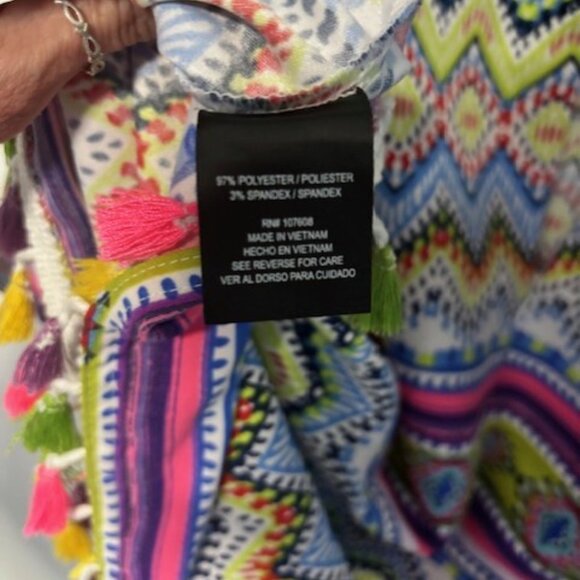 97% POLYESTER / POLIESTER
3% SPANDEX / SPANDEX
RN# 107608
MADE IN VIETNAM
HECHO EN VIETNAM
SEE REVERSE FOR CARE
VER AL DORSO PARA CUIDADO